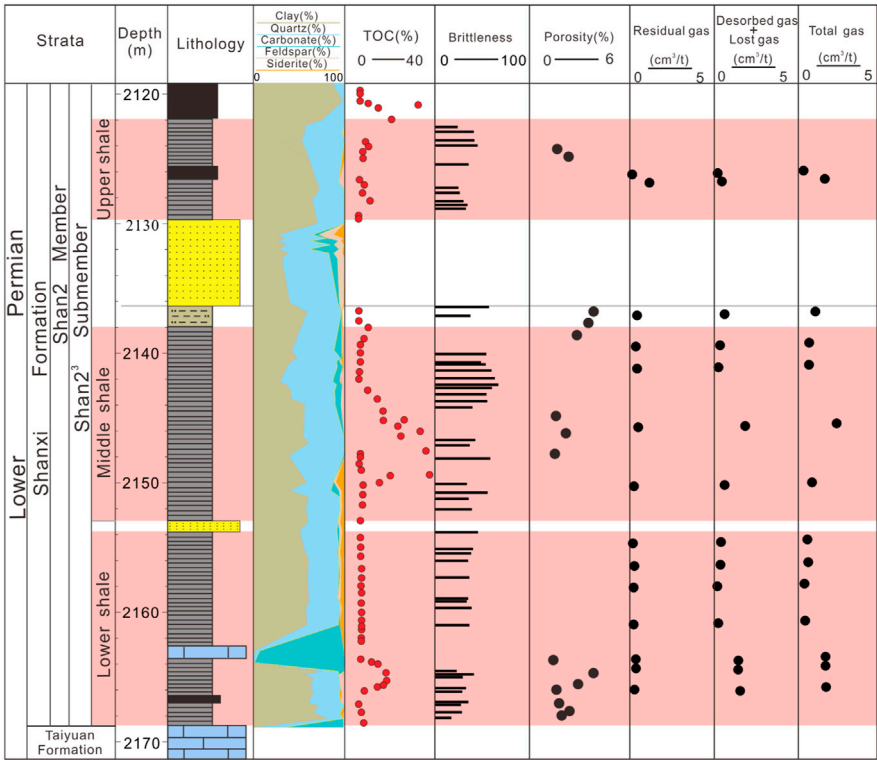 Strata
Depth
(m)
Lithology
Clay(%)
Quartz(%)
Carbonate(%)
Feldspar(%)
Siderite(%)
0 100
TOC(%)
0 40
Brittleness
0 100
Porosity(%)
0 6
Residual gas
(cm³/t)
0 5
Desorbed gas
+
Lost gas
(cm³/t)
0 5
Total gas
(cm³/t)
0 5
Lower Permian
Shanxi Formation
Shan2 Member
Shan2³ Submember
Upper shale
Middle shale
Lower shale
2120
2130
2140
2150
2160
2170
Taiyuan
Formation